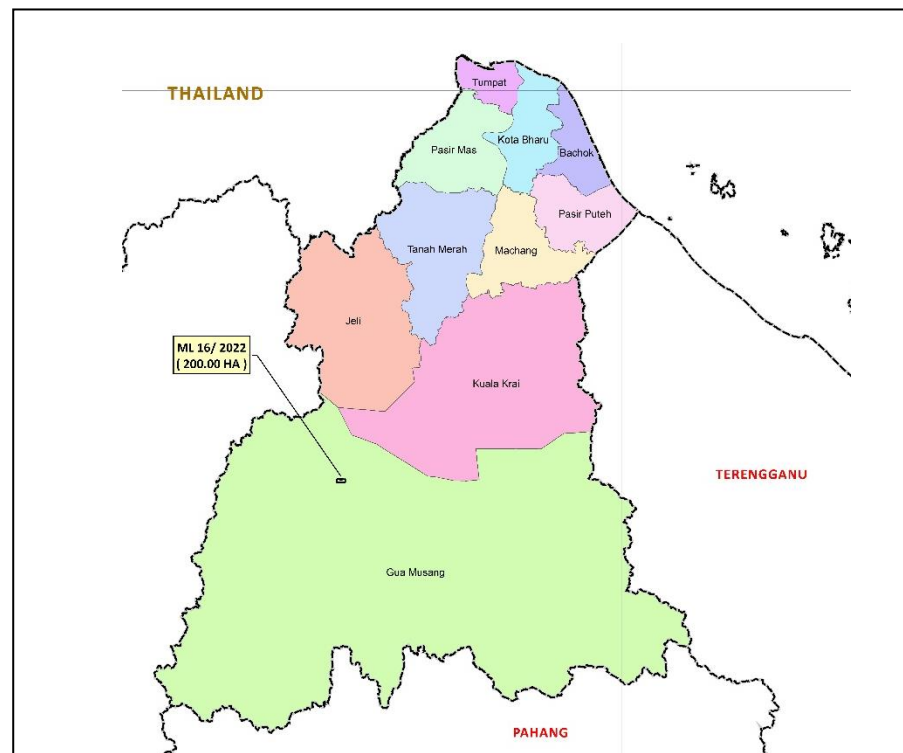 Tumpat
THAILAND
Kota Bharu
Pasir Mas
Bachok
Pasir Puteh
Tanah Merah
Machang
Jeli
ML 16/ 2022
( 200.00 HA )
Kuala Krai
TERENGGANU
Gua Musang
PAHANG